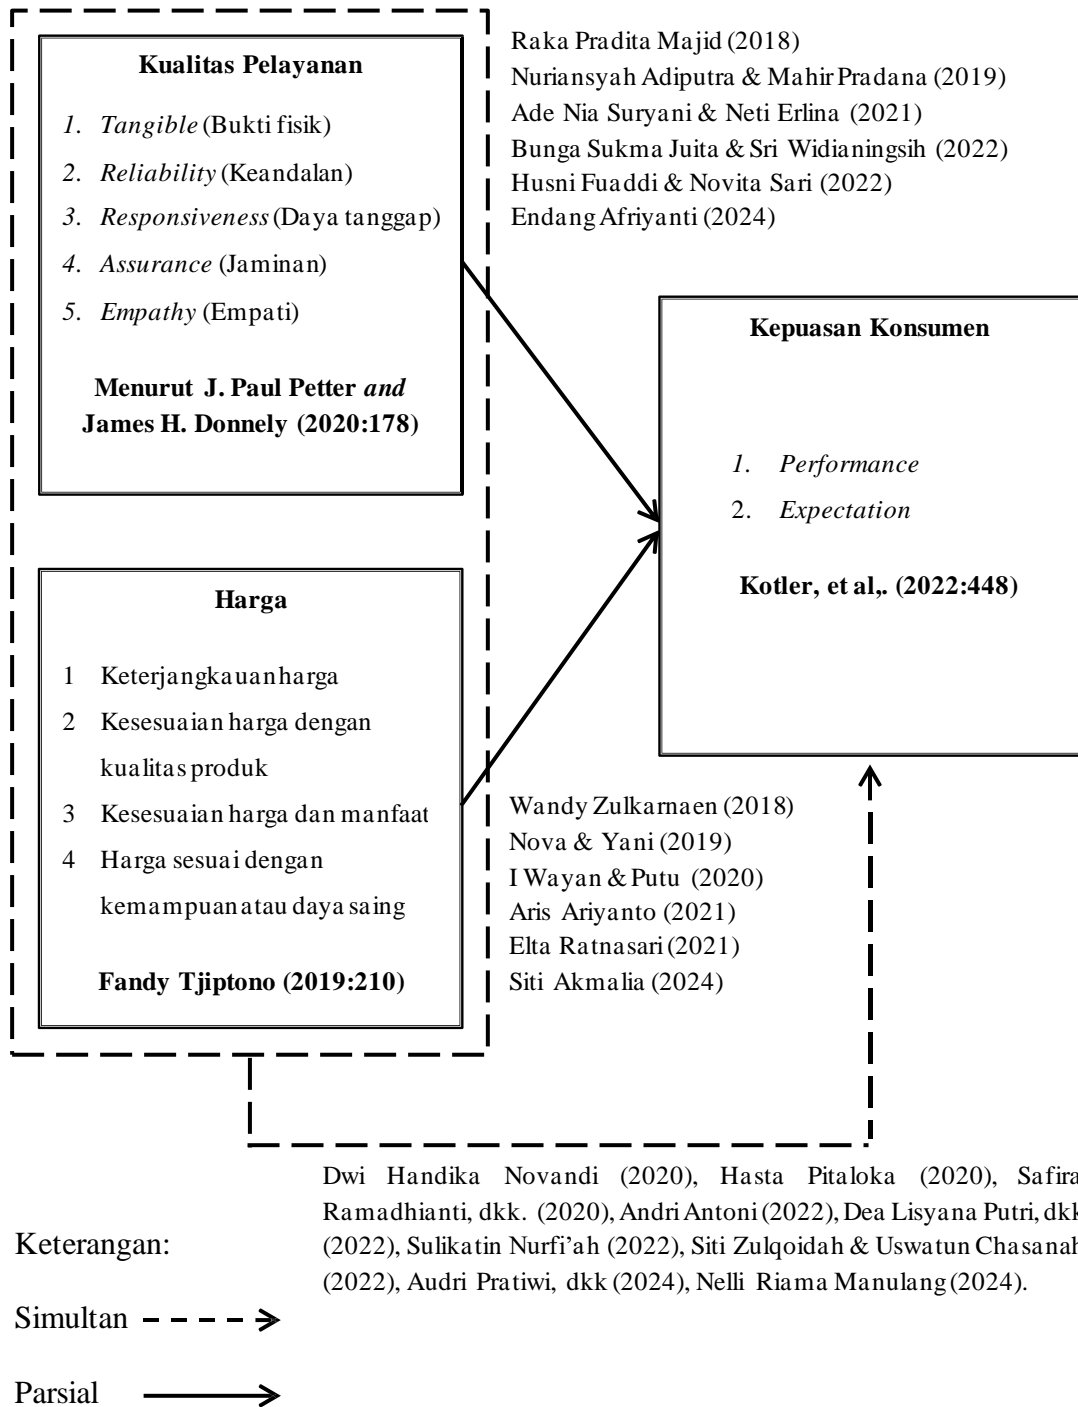 Kualitas Pelayanan
1. Tangible (Bukti fisik)
2. Reliability (Keandalan)
3. Responsiveness (Daya tanggap)
4. Assurance (Jaminan)
5. Empathy (Empati)
Menurut J. Paul Petter and
James H. Donnely (2020:178)
Raka Pradita Majid (2018)
Nuriansyah Adiputra & Mahir Pradana (2019)
Ade Nia Suryani & Neti Erlina (2021)
Bunga Sukma Juita & Sri Widianingsih (2022)
Husni Fuaddi & Novita Sari (2022)
Endang Afriyanti (2024)
Kepuasan Konsumen
1. Performance
2. Expectation
Kotler, et al,. (2022:448)
Harga
1 Keterjangkauan harga
2 Kesesuaian harga dengan
kualitas produk
3 Kesesuaian harga dan manfaat
4 Harga sesuai dengan
kemampuan atau daya saing
Fandy Tjiptono (2019:210)
Wandy Zulkarnaen (2018)
Nova & Yani (2019)
I Wayan & Putu (2020)
Aris Ariyanto (2021)
Elta Ratnasari (2021)
Siti Akmalia (2024)
Dwi Handika Novandi (2020), Hasta Pitaloka (2020), Safira
Ramadhianti, dkk. (2020), Andri Antoni (2022), Dea Lisyana Putri, dkk
(2022), Sulikatin Nurfi’ah (2022), Siti Zulqoidah & Uswatun Chasanah
(2022), Audri Pratiwi, dkk (2024), Nelli Riama Manulang (2024).
Keterangan:
Simultan
Parsial